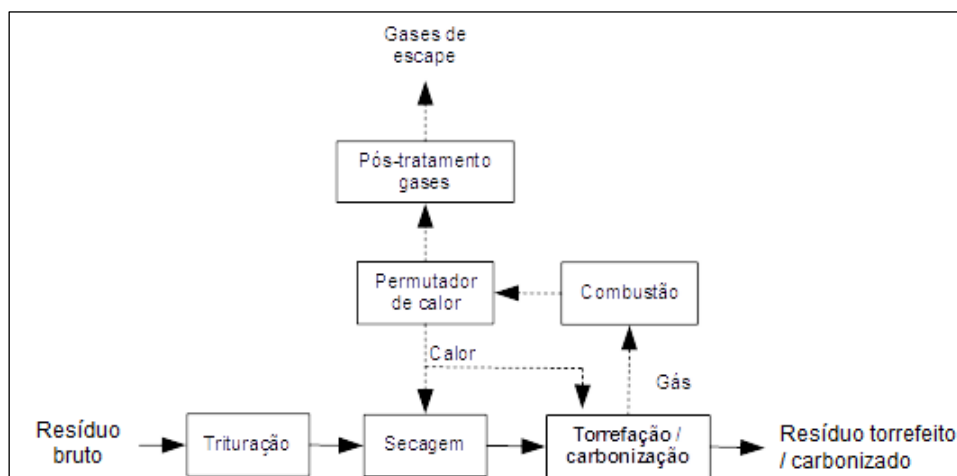 Gases de
escape
Pós-tratamento
gases
Permutador
de calor
Combustão
Calor
Gás
Resíduo
bruto
Trituração
Secagem
Torrefação /
carbonização
Resíduo torrefeito
/ carbonizado